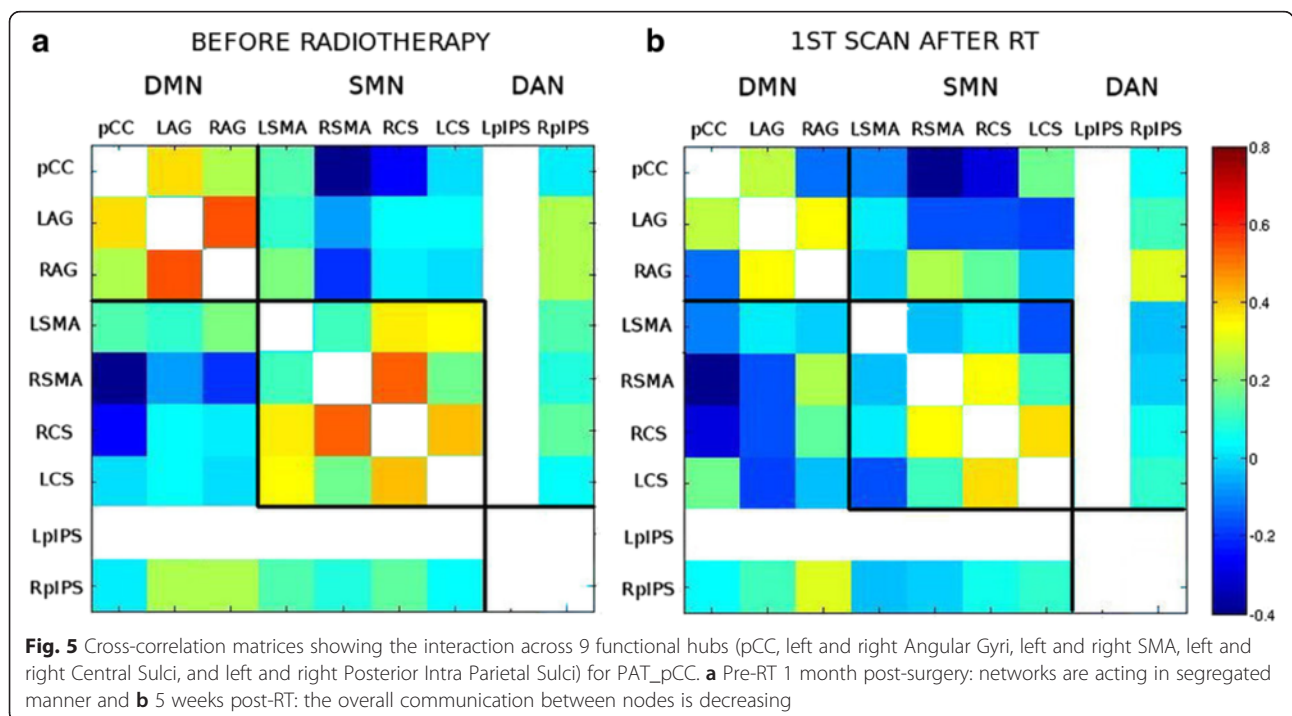 a BEFORE RADIOTHERAPY
DMN SMN DAN
pCC LAG RAG LSMA RSMA RCS LCS LpIPS RpIPS
pCC
LAG
RAG
LSMA
RSMA
RCS
LCS
LpIPS
RpIPS
b 1ST SCAN AFTER RT
DMN SMN DAN
pCC LAG RAG LSMA RSMA RCS LCS LpIPS RpIPS
pCC
LAG
RAG
LSMA
RSMA
RCS
LCS
LpIPS
RpIPS
0.8
0.6
0.4
0.2
0
-0.2
-0.4
Fig. 5 Cross-correlation matrices showing the interaction across 9 functional hubs (pCC, left and right Angular Gyri, left and right SMA, left and
right Central Sulci, and left and right Posterior Intra Parietal Sulci) for PAT_pCC. a Pre-RT 1 month post-surgery: networks are acting in segregated
manner and b 5 weeks post-RT: the overall communication between nodes is decreasing